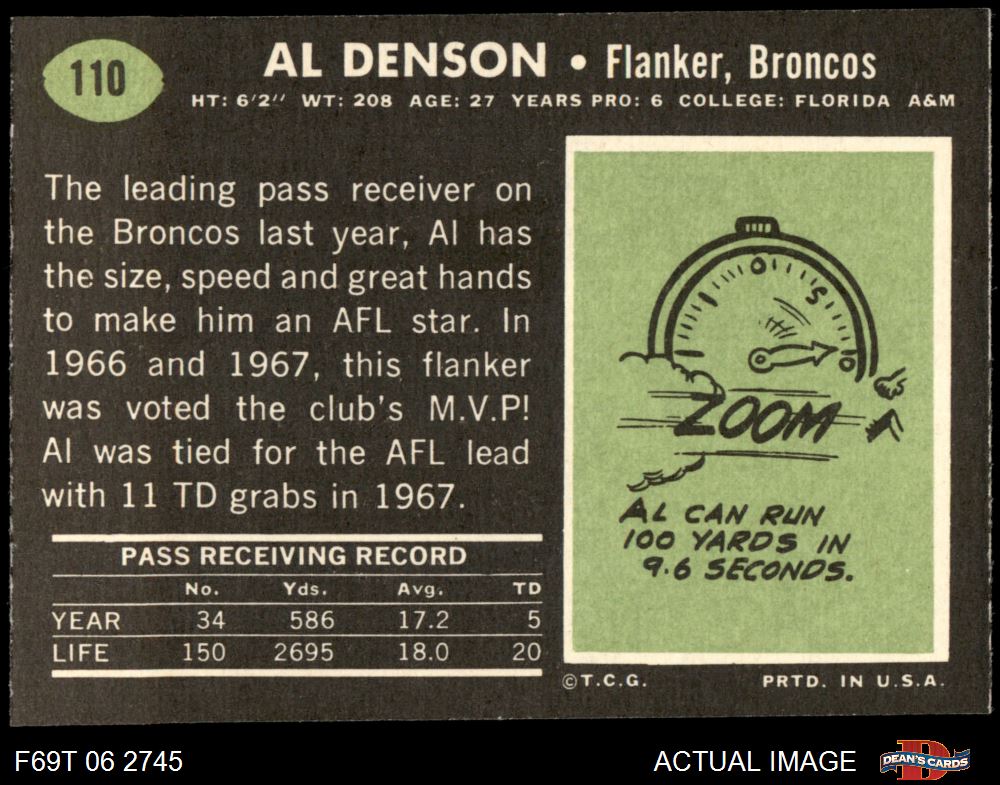 110
AL DENSON • Flanker, Broncos
HT: 6'2" WT: 208 AGE: 27 YEARS PRO: 6 COLLEGE: FLORIDA A&M
The leading pass receiver on
the Broncos last year, Al has
the size, speed and great hands
to make him an AFL star. In
1966 and 1967, this flanker
was voted the club's M.V.P!
Al was tied for the AFL lead
with 11 TD grabs in 1967.
PASS RECEIVING RECORD
No. Yds. Avg. TD
YEAR 34 586 17.2 5
LIFE 150 2695 18.0 20
0
5
10
ZOOM
AL CAN RUN
100 YARDS IN
9.6 SECONDS.
©T.C.G. PRTD. IN U.S.A.
F69T 06 2745 ACTUAL IMAGE
D
DEAN'S CARDS